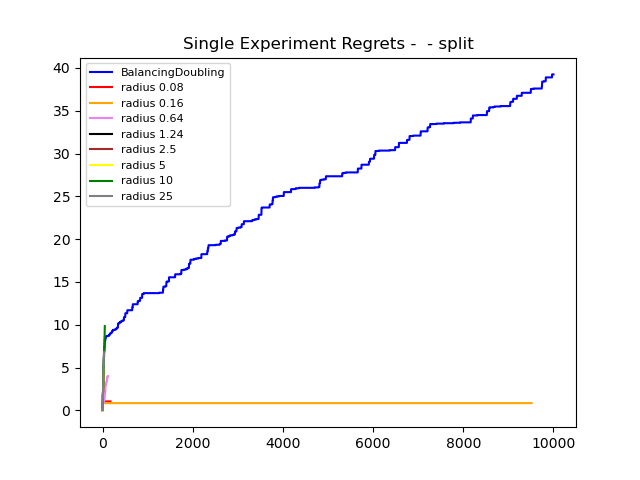 Single Experiment Regrets -  - split
40
35
30
25
20
15
10
5
0
BalancingDoubling
radius 0.08
radius 0.16
radius 0.64
radius 1.24
radius 2.5
radius 5
radius 10
radius 25
0 2000 4000 6000 8000 10000